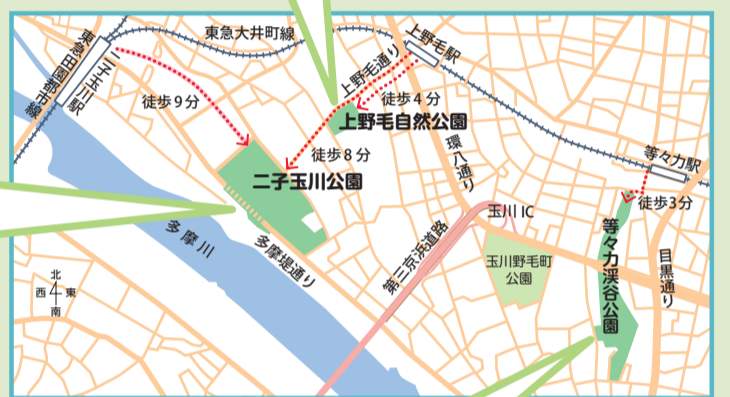 東急大井町線
上野毛駅
東急田園都市線
二子玉川駅
上野毛通り
徒歩9分
徒歩4分
上野毛自然公園
徒歩8分
二子玉川公園
環八通り
等々力駅
徒歩3分
玉川IC
多摩川
多摩堤通り
第三京浜道路
玉川野毛町
公園
等々力渓谷公園
目黒通り
北
西 東
南